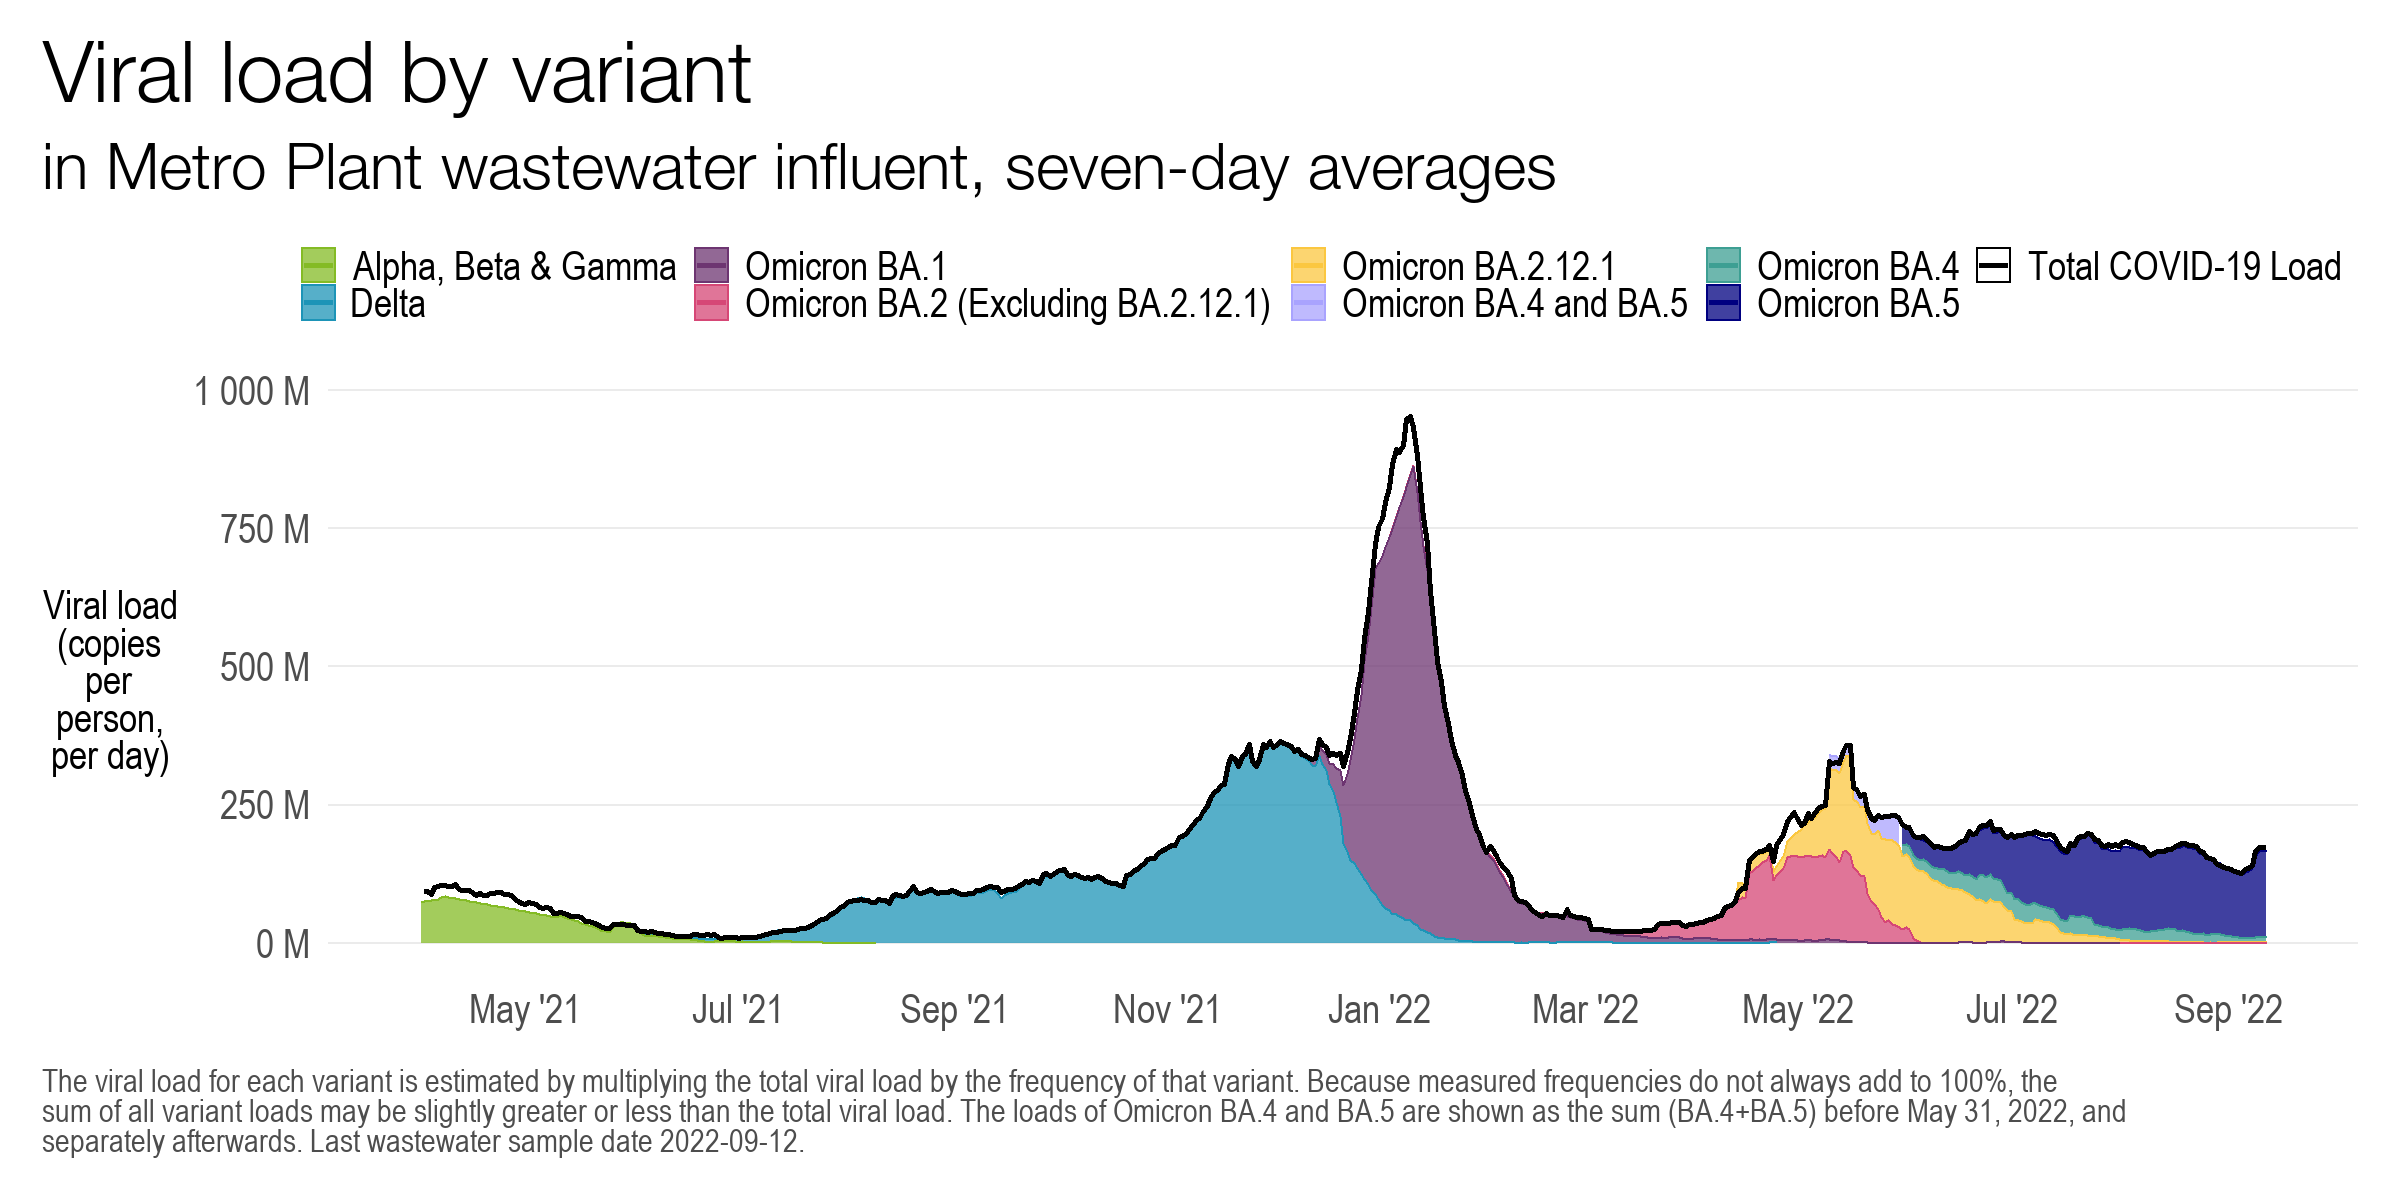 Viral load by variant
in Metro Plant wastewater influent, seven-day averages
Alpha, Beta & Gamma
Delta
Omicron BA.1
Omicron BA.2 (Excluding BA.2.12.1)
Omicron BA.2.12.1
Omicron BA.4 and BA.5
Omicron BA.4
Omicron BA.5
Total COVID-19 Load
1 000 M
750 M
500 M
250 M
0 M
Viral load
(copies
per
person,
per day)
May '21
Jul '21
Sep '21
Nov '21
Jan '22
Mar '22
May '22
Jul '22
Sep '22
The viral load for each variant is estimated by multiplying the total viral load by the frequency of that variant. Because measured frequencies do not always add to 100%, the
sum of all variant loads may be slightly greater or less than the total viral load. The loads of Omicron BA.4 and BA.5 are shown as the sum (BA.4+BA.5) before May 31, 2022, and
separately afterwards. Last wastewater sample date 2022-09-12.